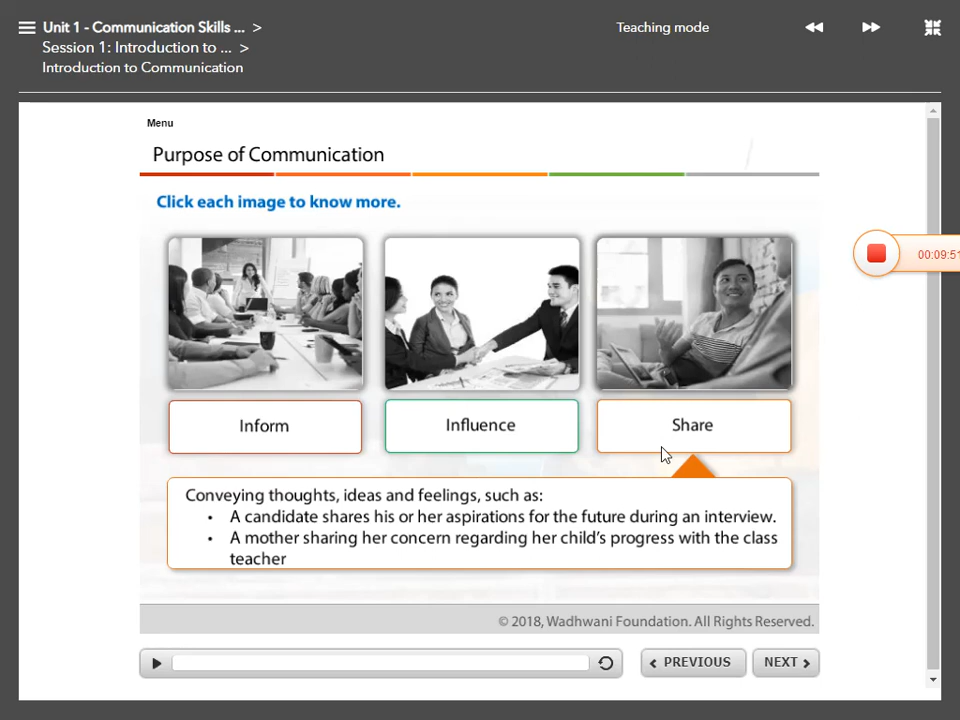 Unit 1 - Communication Skills ... >
Teaching mode
Session 1: Introduction to ... >
Introduction to Communication
Menu
Purpose of Communication
Click each image to know more.
00:09:51
Inform
Influence
Share
Conveying thoughts, ideas and feelings, such as:
• A candidate shares his or her aspirations for the future during an interview.
• A mother sharing her concern regarding her child's progress with the class
teacher
© 2018, Wadhwani Foundation. All Rights Reserved.
PREVIOUS
NEXT